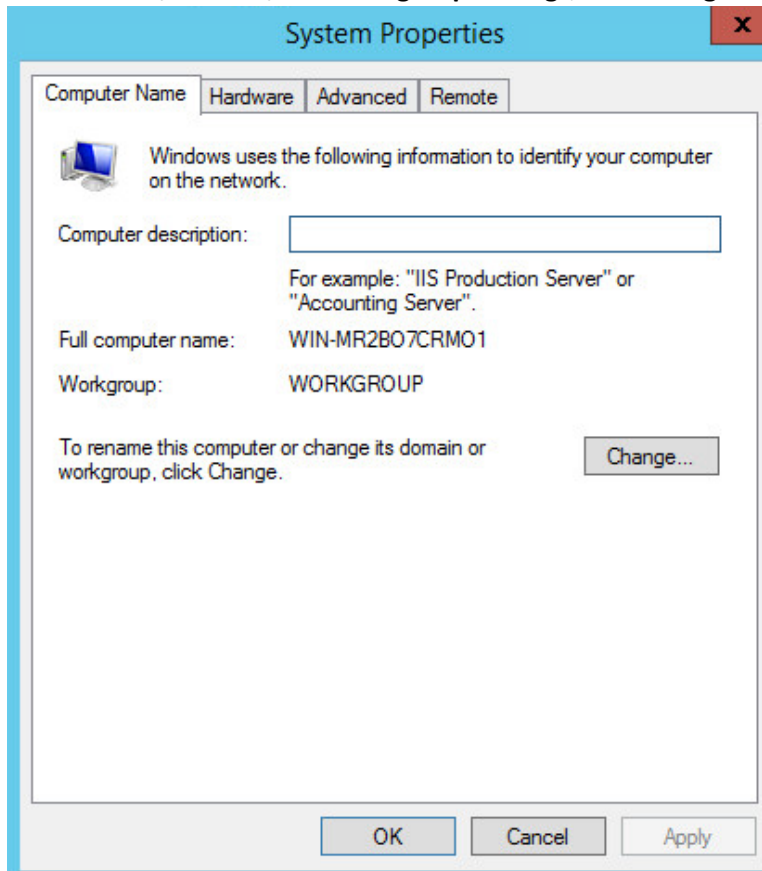 System Properties
x
Computer Name Hardware Advanced Remote
Windows uses the following information to identify your computer
on the network.
Computer description:
For example: "IIS Production Server" or
"Accounting Server".
Full computer name: WIN-MR2BO7CRMO1
Workgroup: WORKGROUP
To rename this computer or change its domain or
workgroup, click Change.
Change...
OK Cancel Apply